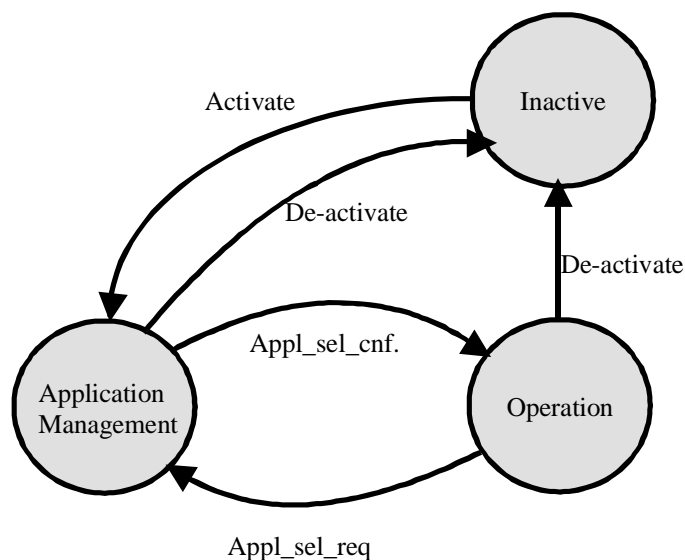 Activate
Inactive
De-activate
De-activate
Appl_sel_cnf.
Application
Management
Operation
Appl_sel_req